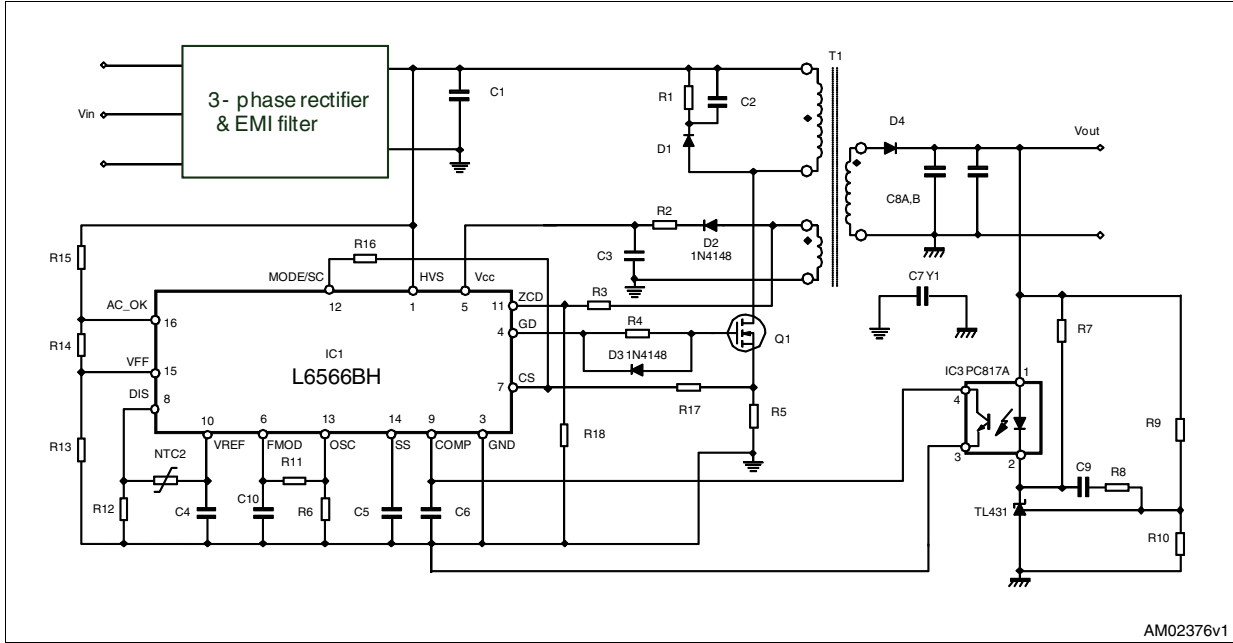 T1
3- phase rectifier
& EMI filter
Vin
C1
R1
C2
D1
D4
Vout
C8A,B
R2
D2
1N4148
C3
R15
R16
MODE/SC
HVS
Vcc
12
1
5
ZCD
11
R3
AC_OK
16
GD
4
R4
Q1
C7 Y1
R7
R14
IC1
L6566BH
D3 1N4148
VFF
15
DIS
8
CS
7
R17
R5
IC3 PC817A
1
4
3
2
R9
R13
10
6
13
14
9
3
VREF
FMOD
OSC
SS
COMP
GND
R18
NTC2
R11
C9
R8
R12
C4
C10
R6
C5
C6
TL431
R10
AM02376v1